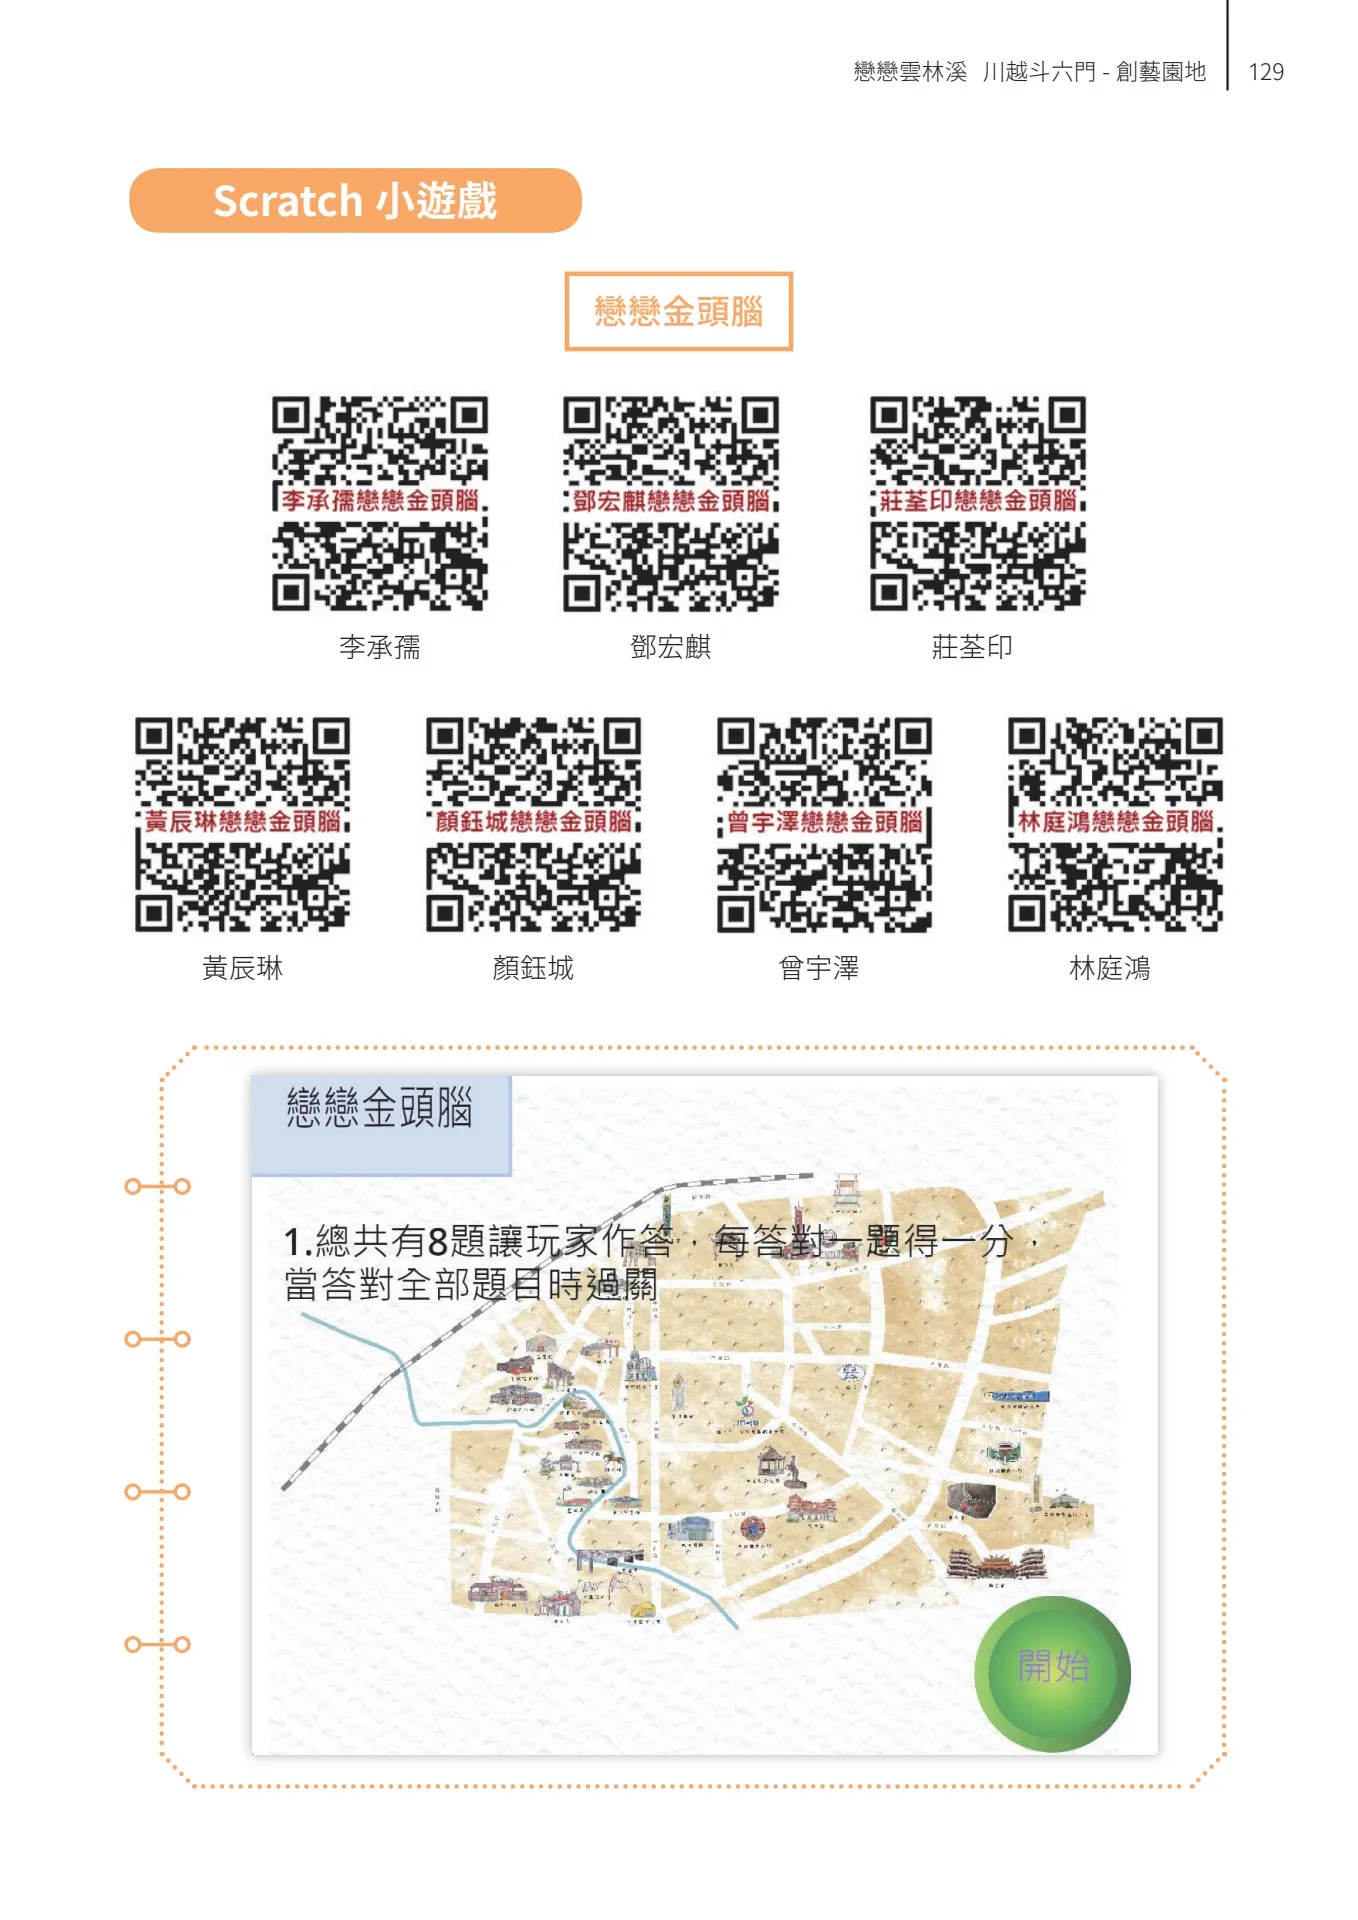 戀戀雲林溪 川越斗六門 - 創藝園地 129
Scratch 小遊戲
戀戀金頭腦
李承孺戀戀金頭腦
鄧宏麒戀戀金頭腦
莊荃印戀戀金頭腦
李承孺
鄧宏麒
莊荃印
黃辰琳戀戀金頭腦
顏鈺城戀戀金頭腦
曾宇澤戀戀金頭腦
林庭鴻戀戀金頭腦
黃辰琳
顏鈺城
曾宇澤
林庭鴻
戀戀金頭腦
1.總共有8題讓玩家作答，每答對一題得一分，
當答對全部題目時過關
開始